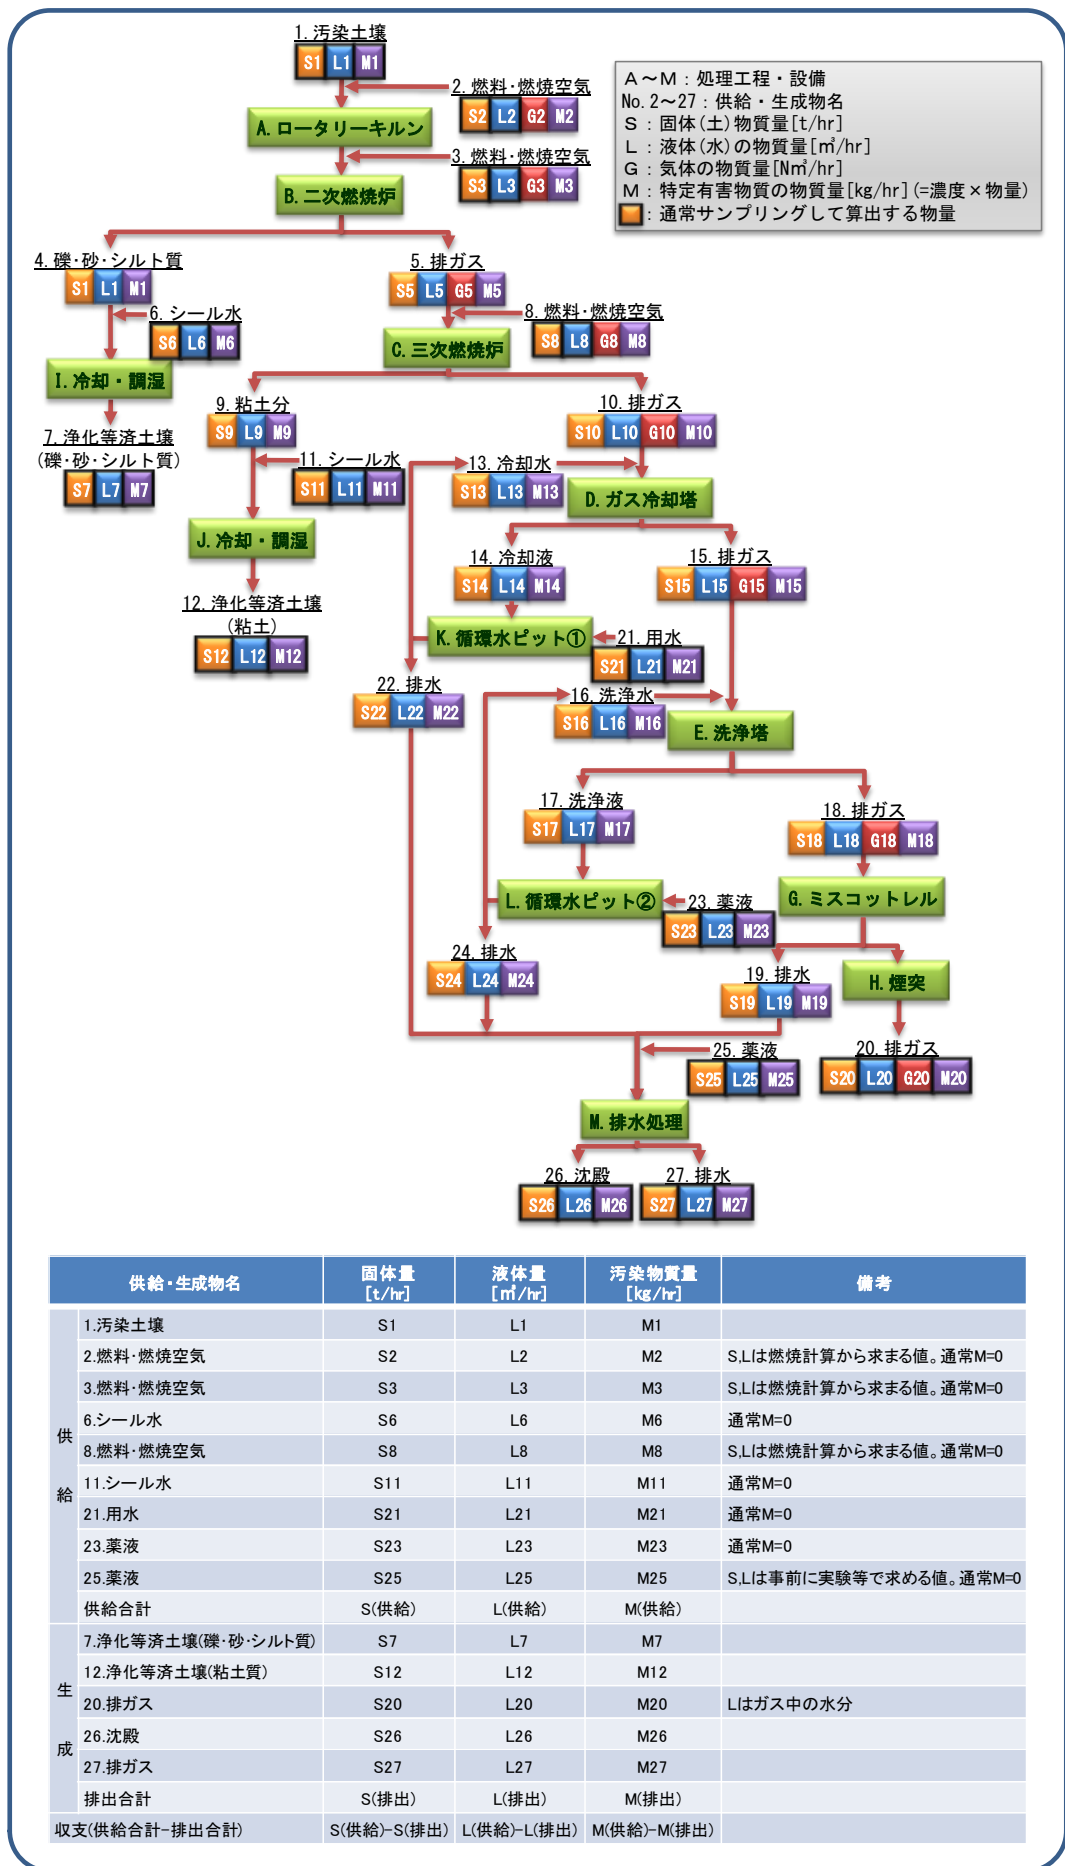 1. 汚染土壌
S1 L1 M1
2. 燃料・燃焼空気
S2 L2 G2 M2
A. ロータリーキルン
3. 燃料・燃焼空気
S3 L3 G3 M3
B. 二次燃焼炉
A～M：処理工程・設備
No.2～27：供給・生成物名
S：固体(土)物質量[t/hr]
L：液体(水)の物質量[㎥/hr]
G：気体の物質量[N㎥/hr]
M：特定有害物質の物質量[kg/hr](=濃度×物量)
：通常サンプリングして算出する物量
4. 礫・砂・シルト質
S1 L1 M1
5. 排ガス
S5 L5 G5 M5
6. シール水
S6 L6 M6
8. 燃料・燃焼空気
S8 L8 G8 M8
C. 三次燃焼炉
I. 冷却・調湿
7. 浄化等済土壌
(礫・砂・シルト質)
S7 L7 M7
9. 粘土分
S9 L9 M9
10. 排ガス
S10 L10 G10 M10
11. シール水
S11 L11 M11
13. 冷却水
S13 L13 M13
D. ガス冷却塔
J. 冷却・調湿
12. 浄化等済土壌
(粘土)
S12 L12 M12
14. 冷却液
S14 L14 M14
15. 排ガス
S15 L15 G15 M15
K. 循環水ピット①
21. 用水
S21 L21 M21
22. 排水
S22 L22 M22
16. 洗浄水
S16 L16 M16
E. 洗浄塔
17. 洗浄液
S17 L17 M17
18. 排ガス
S18 L18 G18 M18
L. 循環水ピット②
23. 薬液
S23 L23 M23
G. ミスコットレル
24. 排水
S24 L24 M24
19. 排水
S19 L19 M19
H. 煙突
20. 排ガス
S20 L20 G20 M20
25. 薬液
S25 L25 M25
M. 排水処理
26. 沈殿
S26 L26 M26
27. 排水
S27 L27 M27
供給・生成物名 固体量[t/hr] 液体量[㎥/hr] 汚染物質量[kg/hr] 備考
供給
1.汚染土壌 S1 L1 M1
2.燃料・燃焼空気 S2 L2 M2 S,Lは燃焼計算から求まる値。通常M=0
3.燃料・燃焼空気 S3 L3 M3 S,Lは燃焼計算から求まる値。通常M=0
6.シール水 S6 L6 M6 通常M=0
8.燃料・燃焼空気 S8 L8 M8 S,Lは燃焼計算から求まる値。通常M=0
11.シール水 S11 L11 M11 通常M=0
21.用水 S21 L21 M21 通常M=0
23.薬液 S23 L23 M23 通常M=0
25.薬液 S25 L25 M25 S,Lは事前に実験等で求める値。通常M=0
供給合計 S(供給) L(供給) M(供給)
生成
7.浄化等済土壌(礫・砂・シルト質) S7 L7 M7
12.浄化等済土壌(粘土質) S12 L12 M12
20.排ガス S20 L20 M20 Lはガス中の水分
26.沈殿 S26 L26 M26
27.排ガス S27 L27 M27
排出合計 S(排出) L(排出) M(排出)
収支(供給合計-排出合計) S(供給)-S(排出) L(供給)-L(排出) M(供給)-M(排出)